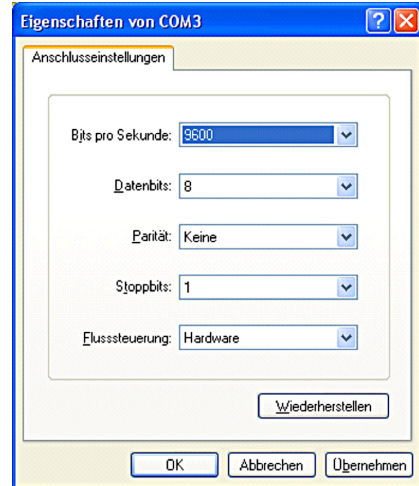 Eigenschaften von COM3
Anschlusseinstellungen
Bits pro Sekunde: 9600
Datenbits: 8
Parität: Keine
Stoppbits: 1
Flusssteuerung: Hardware
Wiederherstellen
OK Abbrechen Übernehmen